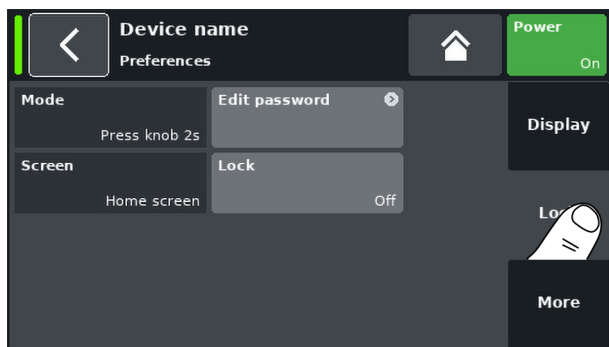 Device name
Preferences
Power
On
Mode
Press knob 2s
Edit password
Screen
Home screen
Lock
Off
Display
More